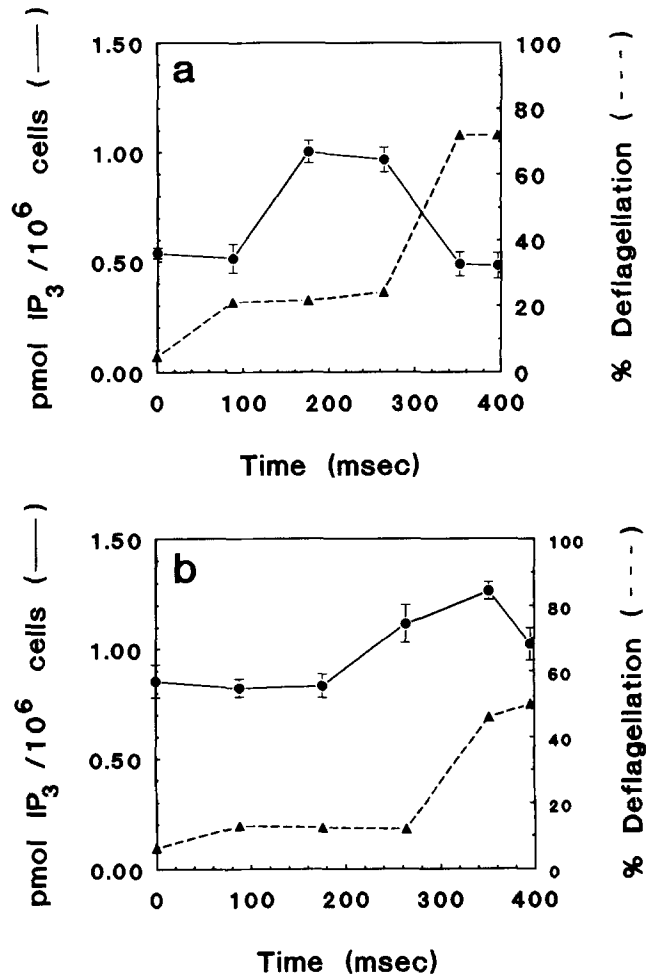 a
pmol IP3 /10^6 cells (——)
1.50
1.00
0.50
0.00
100
80
60
40
20
0
% Deflagellation (- - -)
0 100 200 300 400
Time (msec)
b
pmol IP3 /10^6 cells (——)
1.50
1.00
0.50
0.00
100
80
60
40
20
0
% Deflagellation (- - -)
0 100 200 300 400
Time (msec)